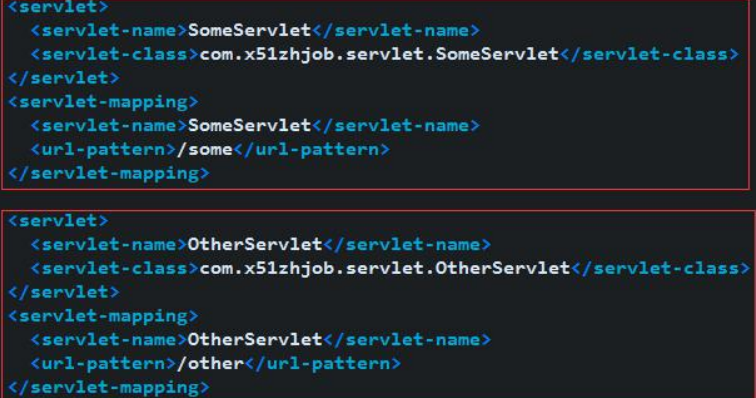 <servlet>
<servlet-name>SomeServlet</servlet-name>
<servlet-class>com.x51zhjob.servlet.SomeServlet</servlet-class>
</servlet>
<servlet-mapping>
<servlet-name>SomeServlet</servlet-name>
<url-pattern>/some</url-pattern>
</servlet-mapping>
<servlet>
<servlet-name>OtherServlet</servlet-name>
<servlet-class>com.x51zhjob.servlet.OtherServlet</servlet-class>
</servlet>
<servlet-mapping>
<servlet-name>OtherServlet</servlet-name>
<url-pattern>/other</url-pattern>
</servlet-mapping>